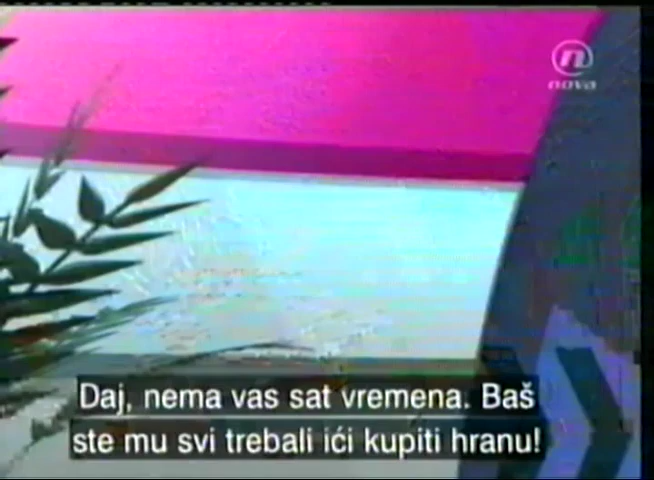 nova
Daj, nema vas sat vremena. Baš
ste mu svi trebali ići kupiti hranu!